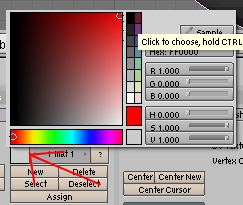 Sample
Click to choose, hold CTRL
Hex: FF0000
R 1.000
G 0.000
B 0.000
H 0.000
S 1.000
V 1.000
1 mat 1
?
New Delete
Select Deselect
Assign
Center Center New
Center Cursor
Vertex C